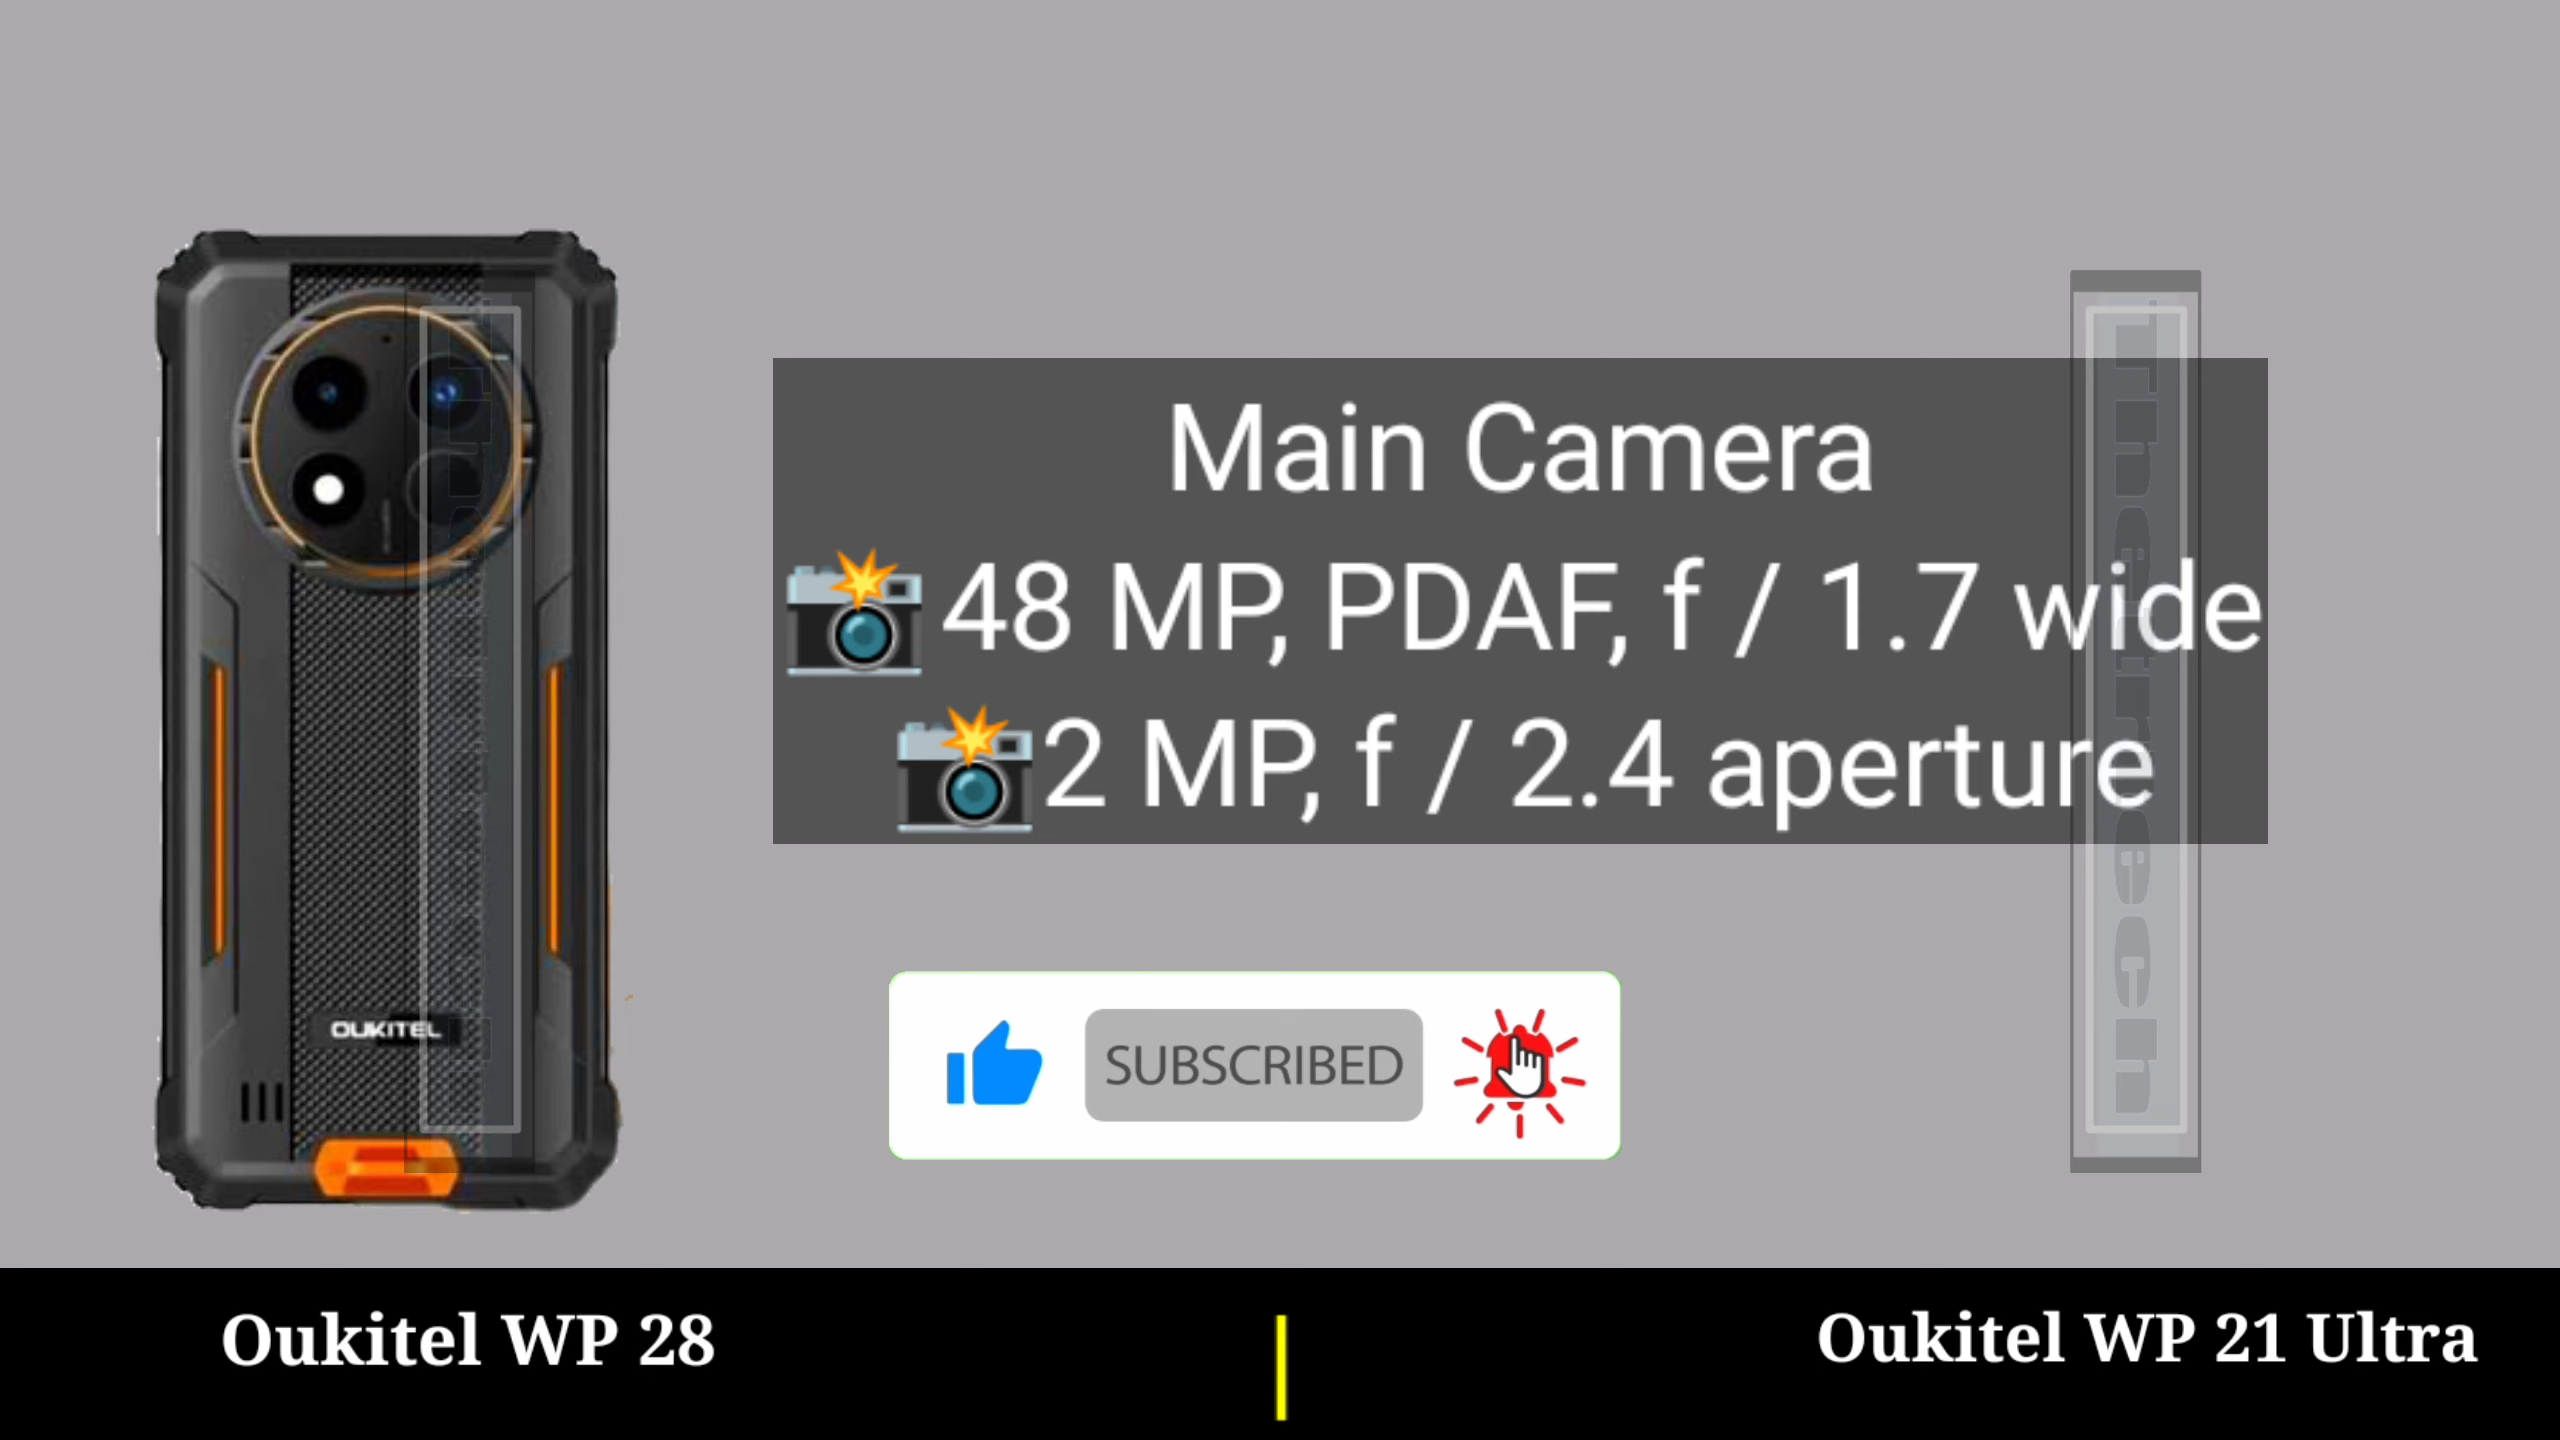 Main Camera
48 MP, PDAF, f / 1.7 wide
2 MP, f / 2.4 aperture
OUKITEL
SUBSCRIBED
Oukitel WP 28
Oukitel WP 21 Ultra